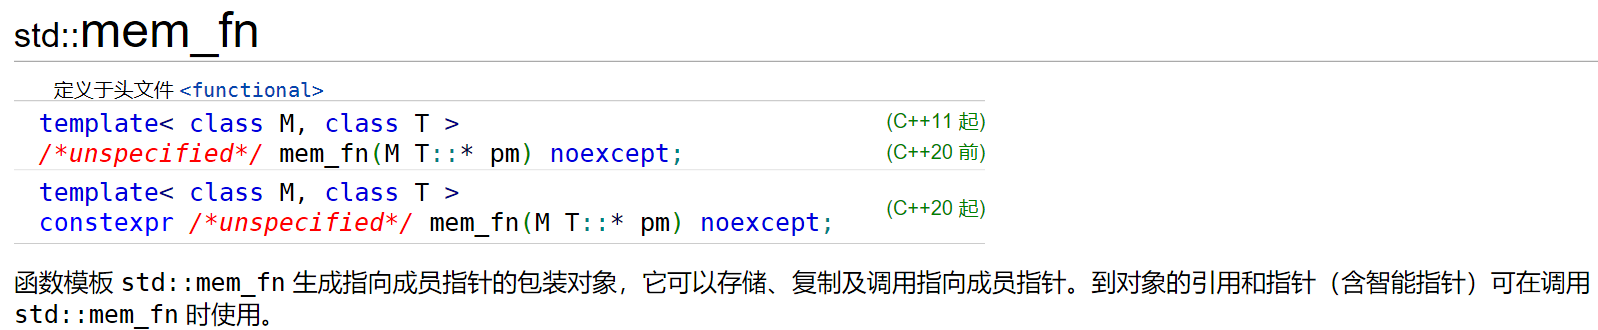 std::mem_fn
定义于头文件 <functional>
template< class M, class T >
(C++11 起)
/*unspecified*/ mem_fn(M T::* pm) noexcept;
(C++20 前)
template< class M, class T >
(C++20 起)
constexpr /*unspecified*/ mem_fn(M T::* pm) noexcept;
函数模板 std::mem_fn 生成指向成员指针的包装对象，它可以存储、复制及调用指向成员指针。到对象的引用和指针（含智能指针）可在调用
std::mem_fn 时使用。